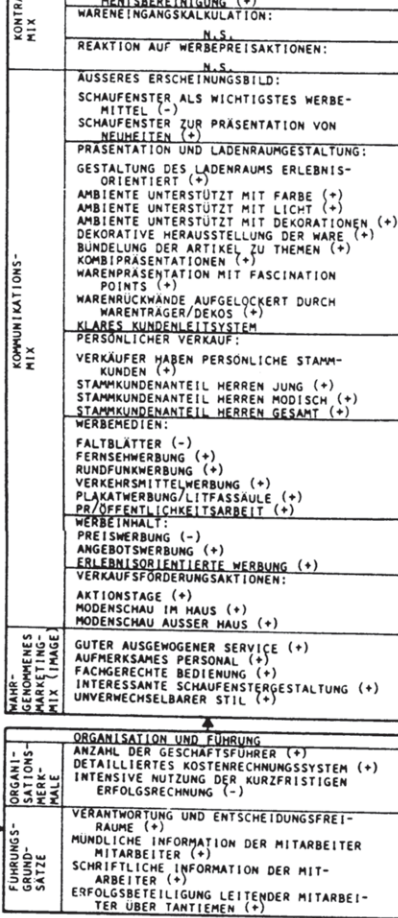 KONTRA
MIX
MENTSBEREINIGUNG (+)
WARENEINGANGSKALKULATION:
N.S.
REAKTION AUF WERBEPREISAKTIONEN:
N.S.
KOMMUNIKATIONS-
MIX
ÄUSSERES ERSCHEINUNGSBILD:
SCHAUFENSTER ALS WICHTIGSTES WERBE-
MITTEL (-)
SCHAUFENSTER ZUR PRÄSENTATION VON
NEUHEITEN (+)
PRÄSENTATION UND LADENRAUMGESTALTUNG:
GESTALTUNG DES LADENRAUMS ERLEBNIS-
ORIENTIERT (+)
AMBIENTE UNTERSTÜTZT MIT FARBE (+)
AMBIENTE UNTERSTÜTZT MIT LICHT (+)
AMBIENTE UNTERSTÜTZT MIT DEKORATIONEN (+)
DEKORATIVE HERAUSSTELLUNG DER WARE (+)
BÜNDELUNG DER ARTIKEL ZU THEMEN (+)
KOMBIPRÄSENTATIONEN (+)
WARENPRÄSENTATION MIT FASCINATION
POINTS (+)
WARENRÜCKWÄNDE AUFGELOCKERT DURCH
WARENTRÄGER/DEKOS (+)
KLARES KUNDENLEITSYSTEM
PERSÖNLICHER VERKAUF:
VERKÄUFER HABEN PERSÖNLICHE STAMM-
KUNDEN (+)
STAMMKUNDENANTEIL HERREN JUNG (+)
STAMMKUNDENANTEIL HERREN MODISCH (+)
STAMMKUNDENANTEIL HERREN GESAMT (+)
WERBEMEDIEN:
FALTBLÄTTER (-)
FERNSEHWERBUNG (+)
RUNDFUNKWERBUNG (+)
VERKEHRSMITTELWERBUNG (+)
PLAKATWERBUNG/LITFASSÄULE (+)
PR/ÖFFENTLICHKEITSARBEIT (+)
WERBEINHALT:
PREISWERBUNG (-)
ANGEBOTSWERBUNG (+)
ERLEBNISORIENTIERTE WERBUNG (+)
VERKAUFSFÖRDERUNGSAKTIONEN:
AKTIONSTAGE (+)
MODENSCHAU IM HAUS (+)
MODENSCHAU AUSSER HAUS (+)
WAHR-
GENOMMENES
MARKETING-
MIX (IMAGE)
GUTER AUSGEWOGENER SERVICE (+)
AUFMERKSAMES PERSONAL (+)
FACHGERECHTE BEDIENUNG (+)
INTERESSANTE SCHAUFENSTERGESTALTUNG (+)
UNVERWECHSELBARER STIL (+)
ORGANISATION UND FÜHRUNG
ORGANI-
SATIONS-
MERK-
MALE
ANZAHL DER GESCHÄFTSFÜHRER (+)
DETAILLIERTES KOSTENRECHNUNGSSYSTEM (+)
INTENSIVE NUTZUNG DER KURZFRISTIGEN
ERFOLGSRECHNUNG (-)
FÜHRUNGS-
GRUND-
SÄTZE
VERANTWORTUNG UND ENTSCHEIDUNGSFREI-
RÄUME (+)
MÜNDLICHE INFORMATION DER MITARBEITER
MITARBEITER (+)
SCHRIFTLICHE INFORMATION DER MIT-
ARBEITER (+)
ERFOLGSBETEILIGUNG LEITENDER MITARBEI-
TER ÜBER TANTIEMEN (+)